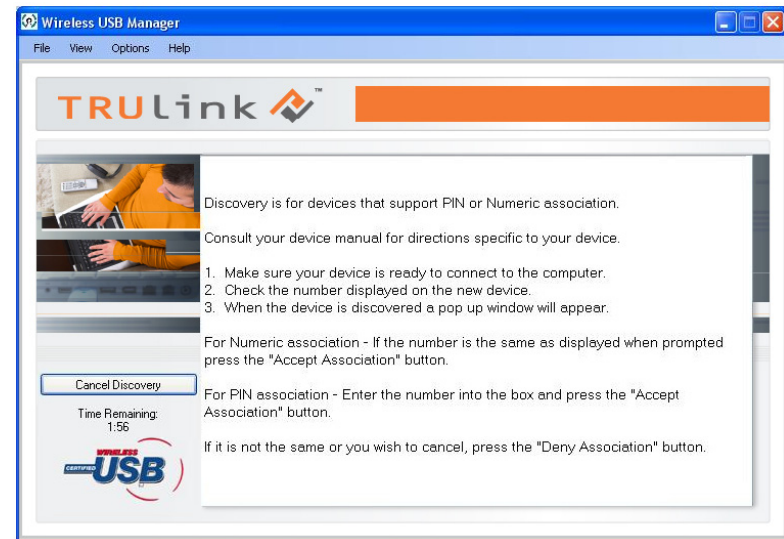 Wireless USB Manager
File View Options Help
TRULink ™
Discovery is for devices that support PIN or Numeric association.
Consult your device manual for directions specific to your device.
1. Make sure your device is ready to connect to the computer.
2. Check the number displayed on the new device.
3. When the device is discovered a pop up window will appear.
For Numeric association - If the number is the same as displayed when prompted
press the "Accept Association" button.
For PIN association - Enter the number into the box and press the "Accept
Association" button.
If it is not the same or you wish to cancel, press the "Deny Association" button.
Cancel Discovery
Time Remaining:
1:56
WIRELESS
CERTIFIED USB